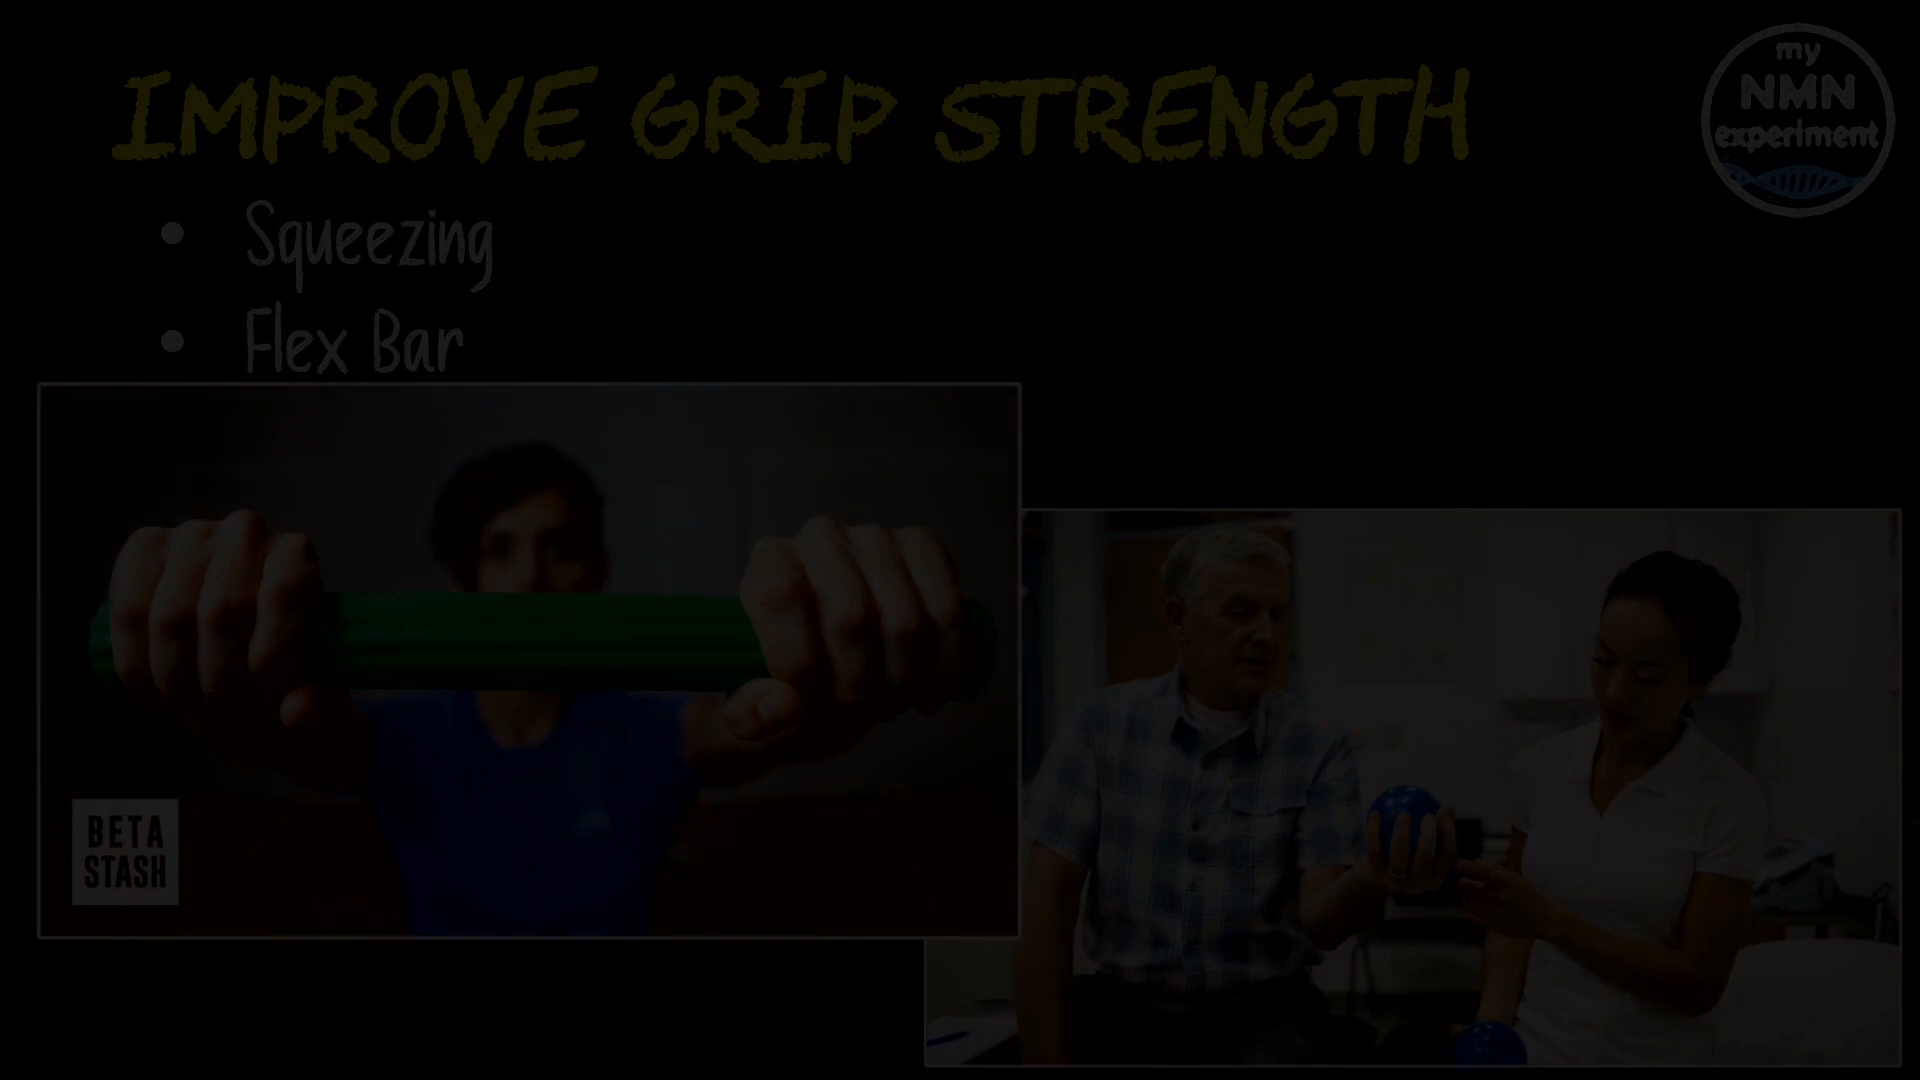 IMPROVE GRIP STRENGTH
my
NMN
experiment
• Squeezing
• Flex Bar
BETA
STASH